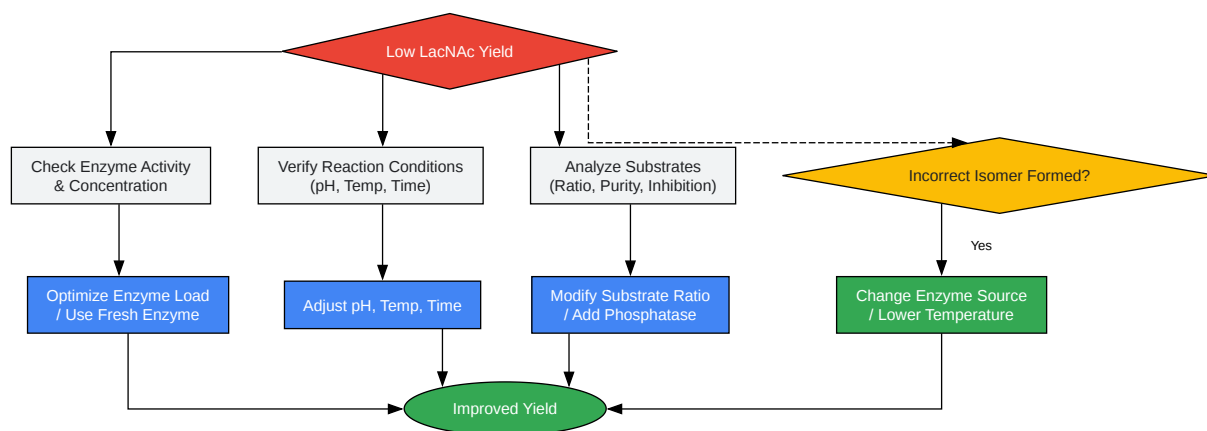 Low LacNAc Yield
Check Enzyme Activity
& Concentration
Verify Reaction Conditions
(pH, Temp, Time)
Analyze Substrates
(Ratio, Purity, Inhibition)
Incorrect Isomer Formed?
Yes
Optimize Enzyme Load
/ Use Fresh Enzyme
Adjust pH, Temp, Time
Modify Substrate Ratio
/ Add Phosphatase
Change Enzyme Source
/ Lower Temperature
Improved Yield